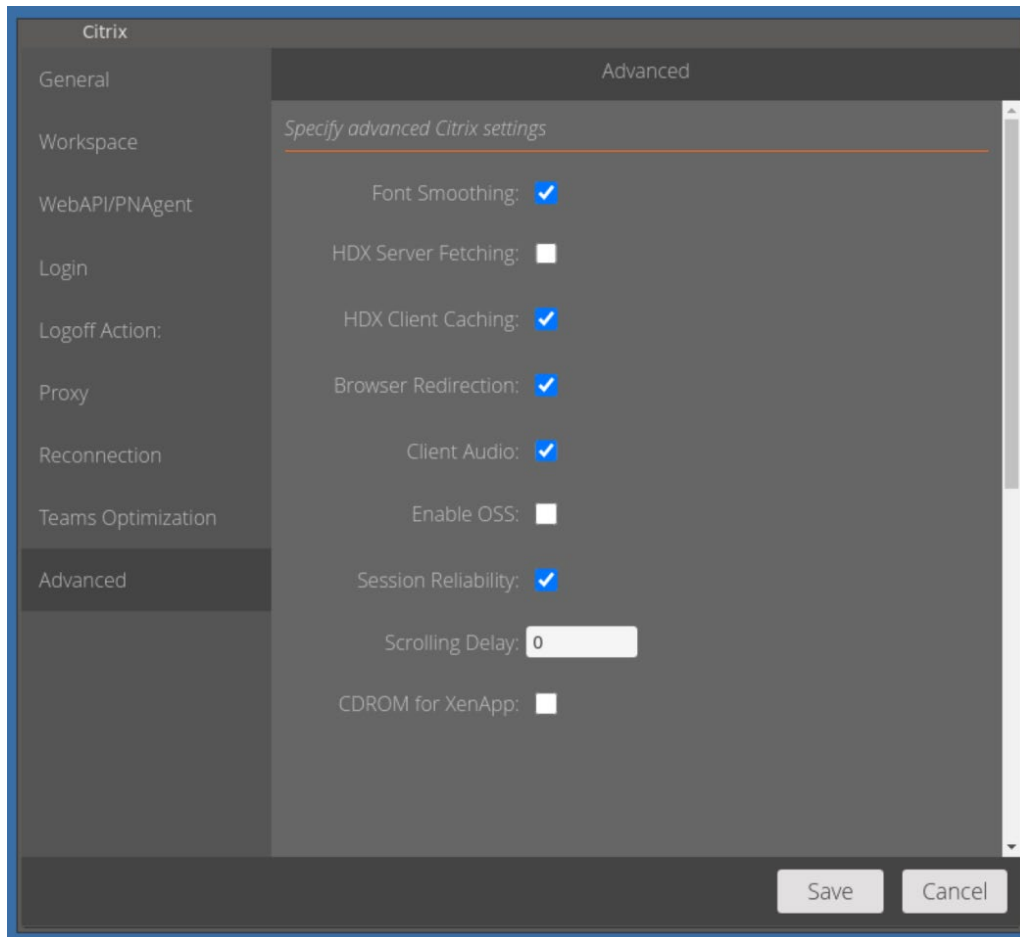 Citrix
General
Workspace
WebAPI/PNAgent
Login
Logoff Action:
Proxy
Reconnection
Teams Optimization
Advanced
Advanced
Specify advanced Citrix settings
Font Smoothing:
HDX Server Fetching:
HDX Client Caching:
Browser Redirection:
Client Audio:
Enable OSS:
Session Reliability:
Scrolling Delay: 0
CDROM for XenApp:
Save Cancel